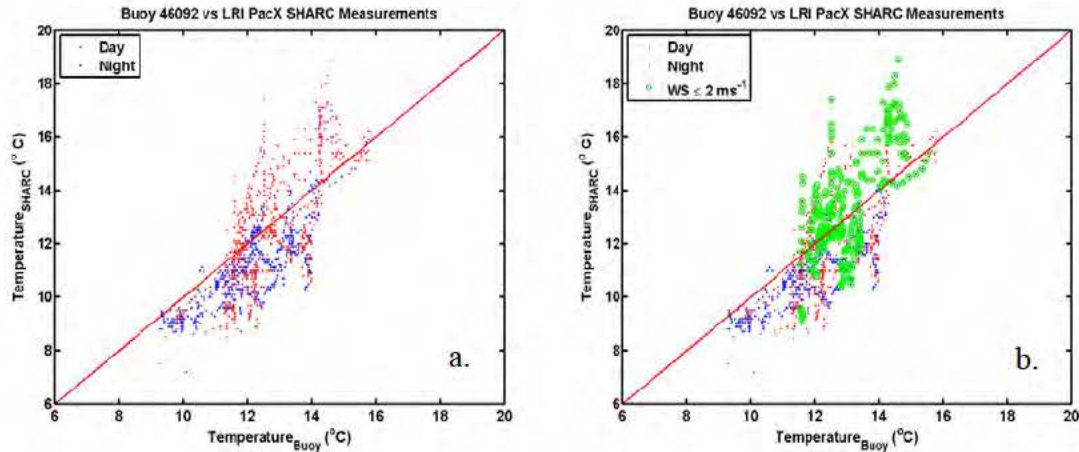 Buoy 46092 vs LRI PacX SHARC Measurements
20
18
16
14
12
10
8
6
Temperature_SHARC (° C)
Day
Night
a.
6 8 10 12 14 16 18 20
Temperature_Buoy (°C)
Buoy 46092 vs LRI PacX SHARC Measurements
20
18
16
14
12
10
8
6
Temperature_SHARC (° C)
Day
Night
WS ≤ 2 ms⁻¹
b.
6 8 10 12 14 16 18 20
Temperature_Buoy (°C)